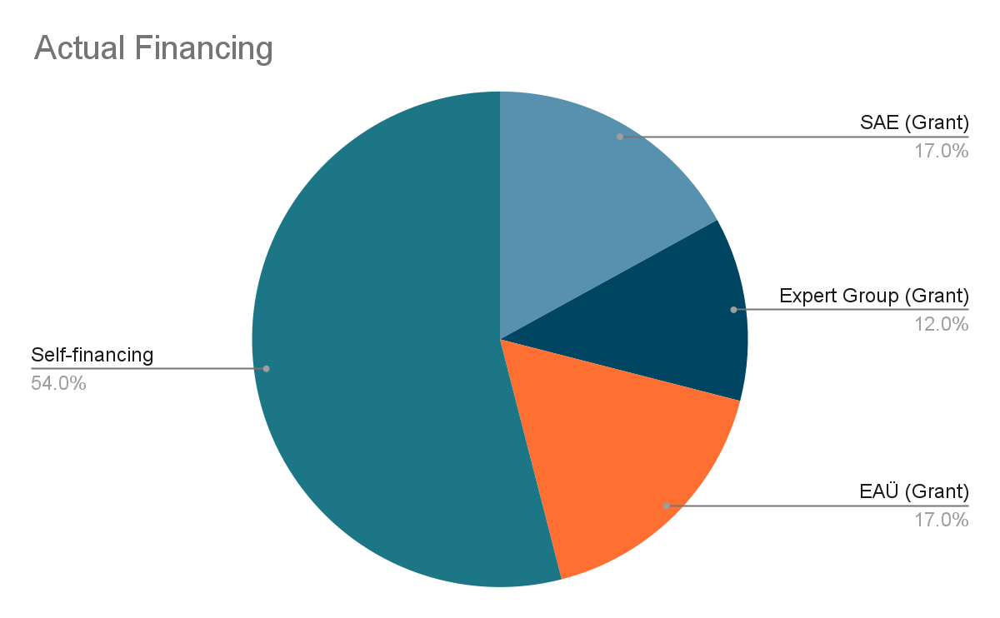 Actual Financing
SAE (Grant)
17.0%
Expert Group (Grant)
12.0%
Self-financing
54.0%
EAÜ (Grant)
17.0%